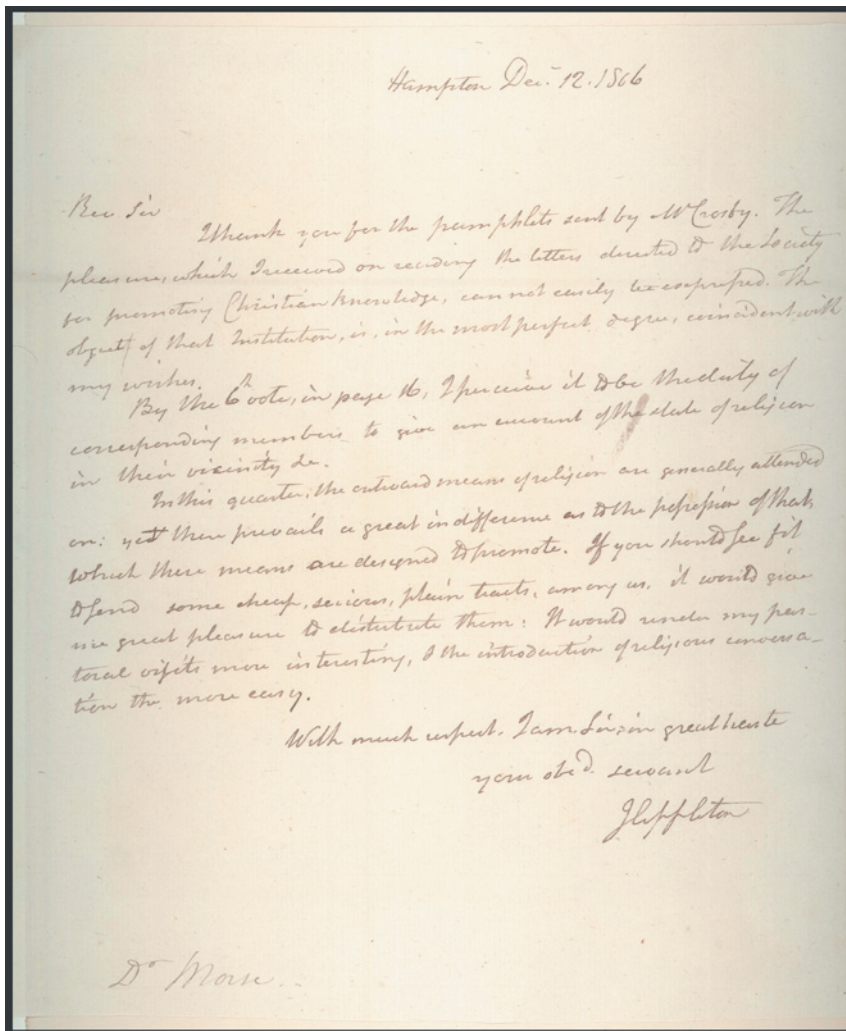 Hampton Dec. 12. 1806
Rev Sir
I thank you for the pamphlets sent by Mr Crosby. The
pleasure, which I received on reading the letters directed to the Society
for promoting Christian Knowledge, cannot easily be expressed. The
object of that Institution, is, in the most perfect degree, coincident with
my wishes.
By the 6th vote, in page 16, I perceive it to be the duty of
corresponding members to give an account of the state of religion
in their vicinity &c.
In this quarter, the outward means of religion are generally attended
on: yet there prevails a great indifference as to the possession of that,
which these means are designed to promote. If you should see fit
to send some cheap, serious, plain tracts, among us, it would give
me great pleasure to distribute them: It would render my pas-
toral visits more interesting, & the introduction of religious conversa-
tion the more easy.
With much respect. I am Sir, in great haste
your obed. servant
J Appleton
Dr Morse